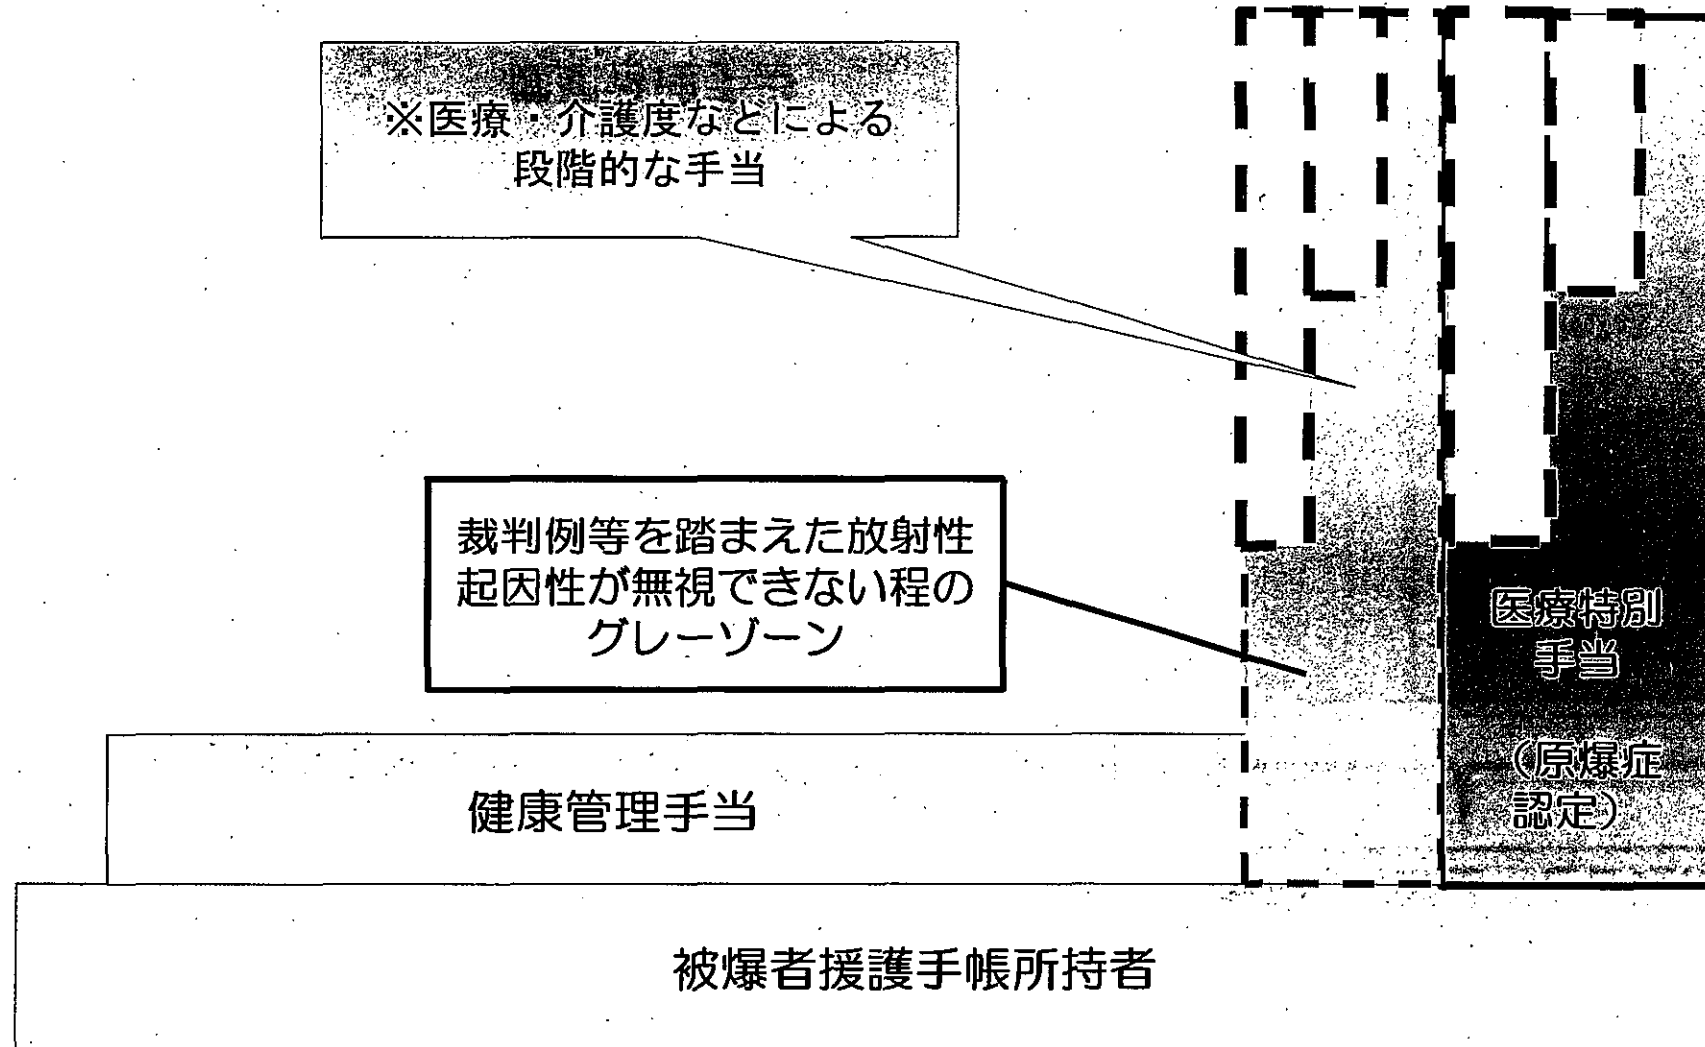 ※医療・介護度などによる
段階的な手当
裁判例等を踏まえた放射性
起因性が無視できない程の
グレーゾーン
医療特別
手当
（原爆症
認定）
健康管理手当
被爆者援護手帳所持者